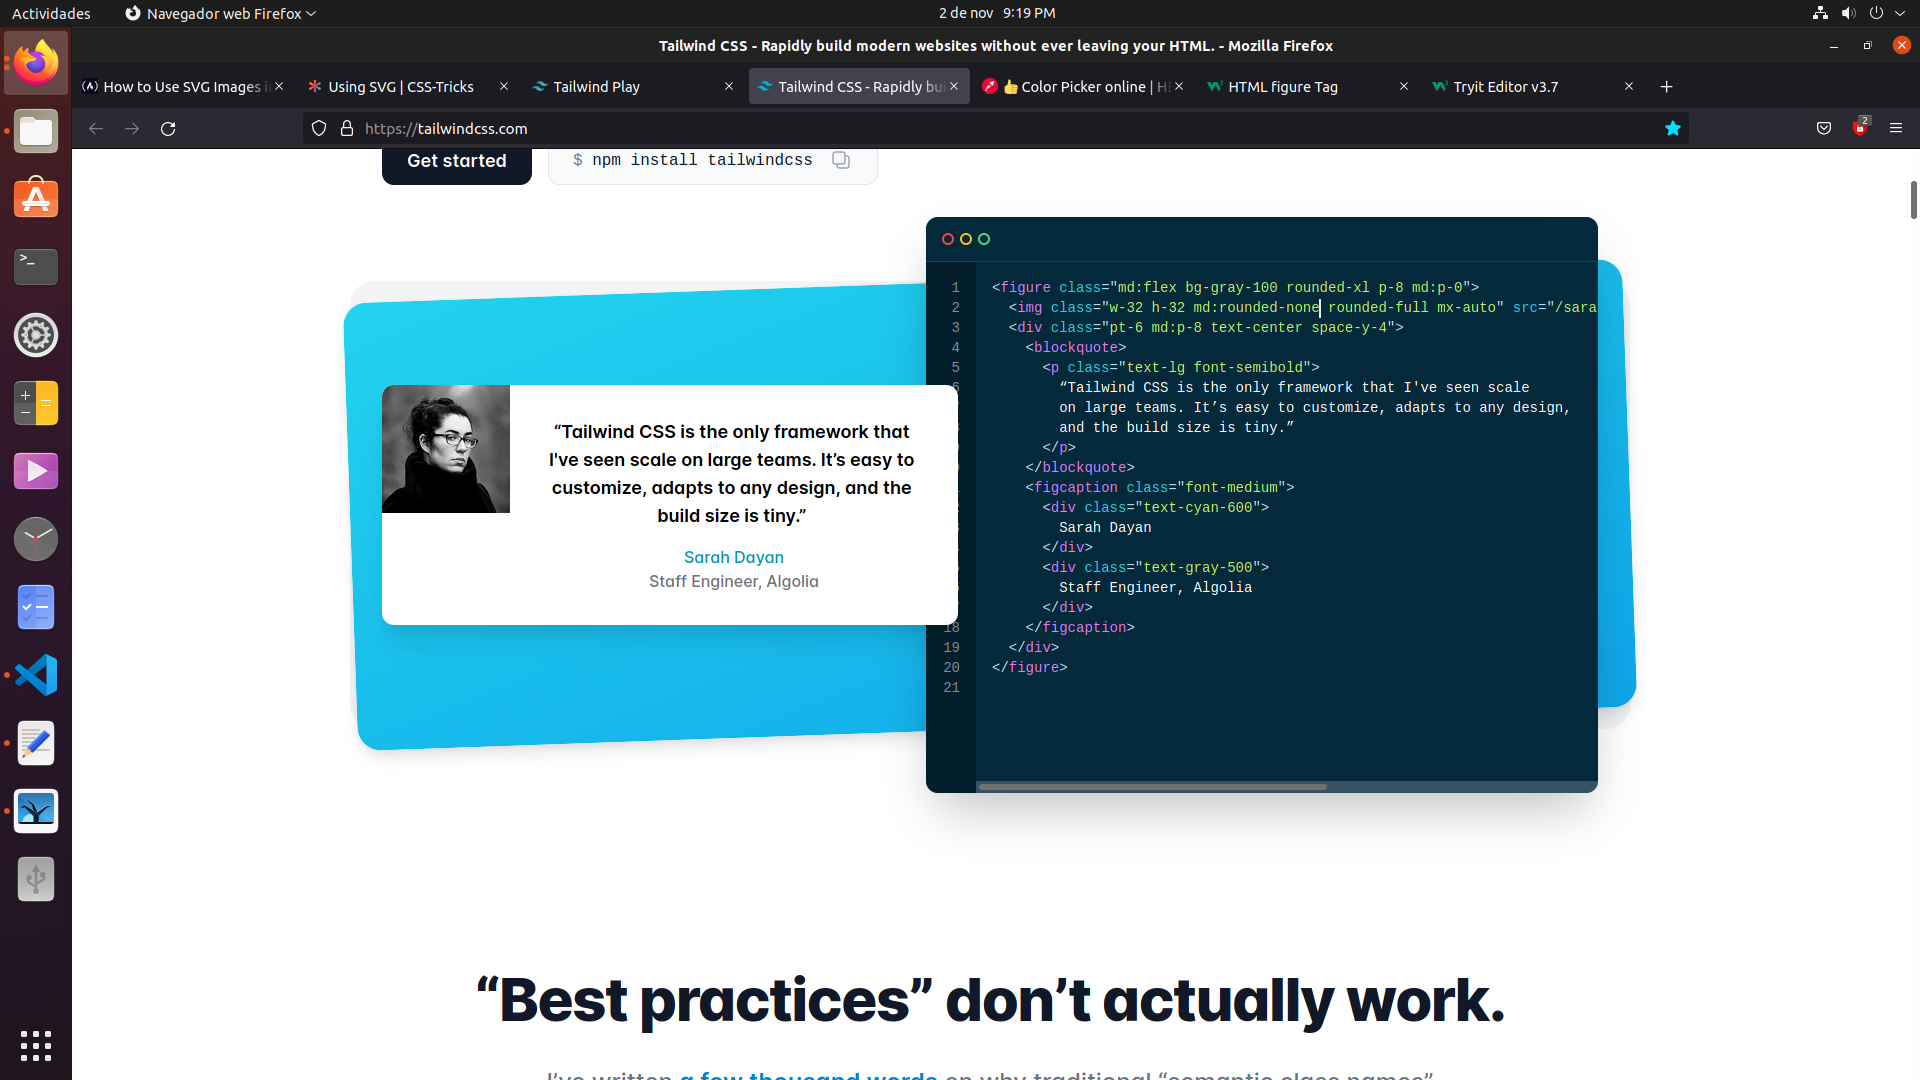 Actividades
Navegador web Firefox
2 de nov 9:19 PM
Tailwind CSS - Rapidly build modern websites without ever leaving your HTML. - Mozilla Firefox
How to Use SVG Images i
Using SVG | CSS-Tricks
Tailwind Play
Tailwind CSS - Rapidly bui
Color Picker online | HE
HTML figure Tag
Tryit Editor v3.7
https://tailwindcss.com
2
Get started
$ npm install tailwindcss
1 <figure class="md:flex bg-gray-100 rounded-xl p-8 md:p-0">
2 <img class="w-32 h-32 md:rounded-none rounded-full mx-auto" src="/sara
3 <div class="pt-6 md:p-8 text-center space-y-4">
4 <blockquote>
5 <p class="text-lg font-semibold">
“Tailwind CSS is the only framework that I've seen scale
on large teams. It’s easy to customize, adapts to any design,
and the build size is tiny.”
</p>
</blockquote>
<figcaption class="font-medium">
<div class="text-cyan-600">
Sarah Dayan
</div>
<div class="text-gray-500">
Staff Engineer, Algolia
</div>
18 </figcaption>
19 </div>
20 </figure>
21
“Tailwind CSS is the only framework that
I've seen scale on large teams. It’s easy to
customize, adapts to any design, and the
build size is tiny.”
Sarah Dayan
Staff Engineer, Algolia
“Best practices” don’t actually work.
I’ve written a few thousand words on why traditional “semantic class names”